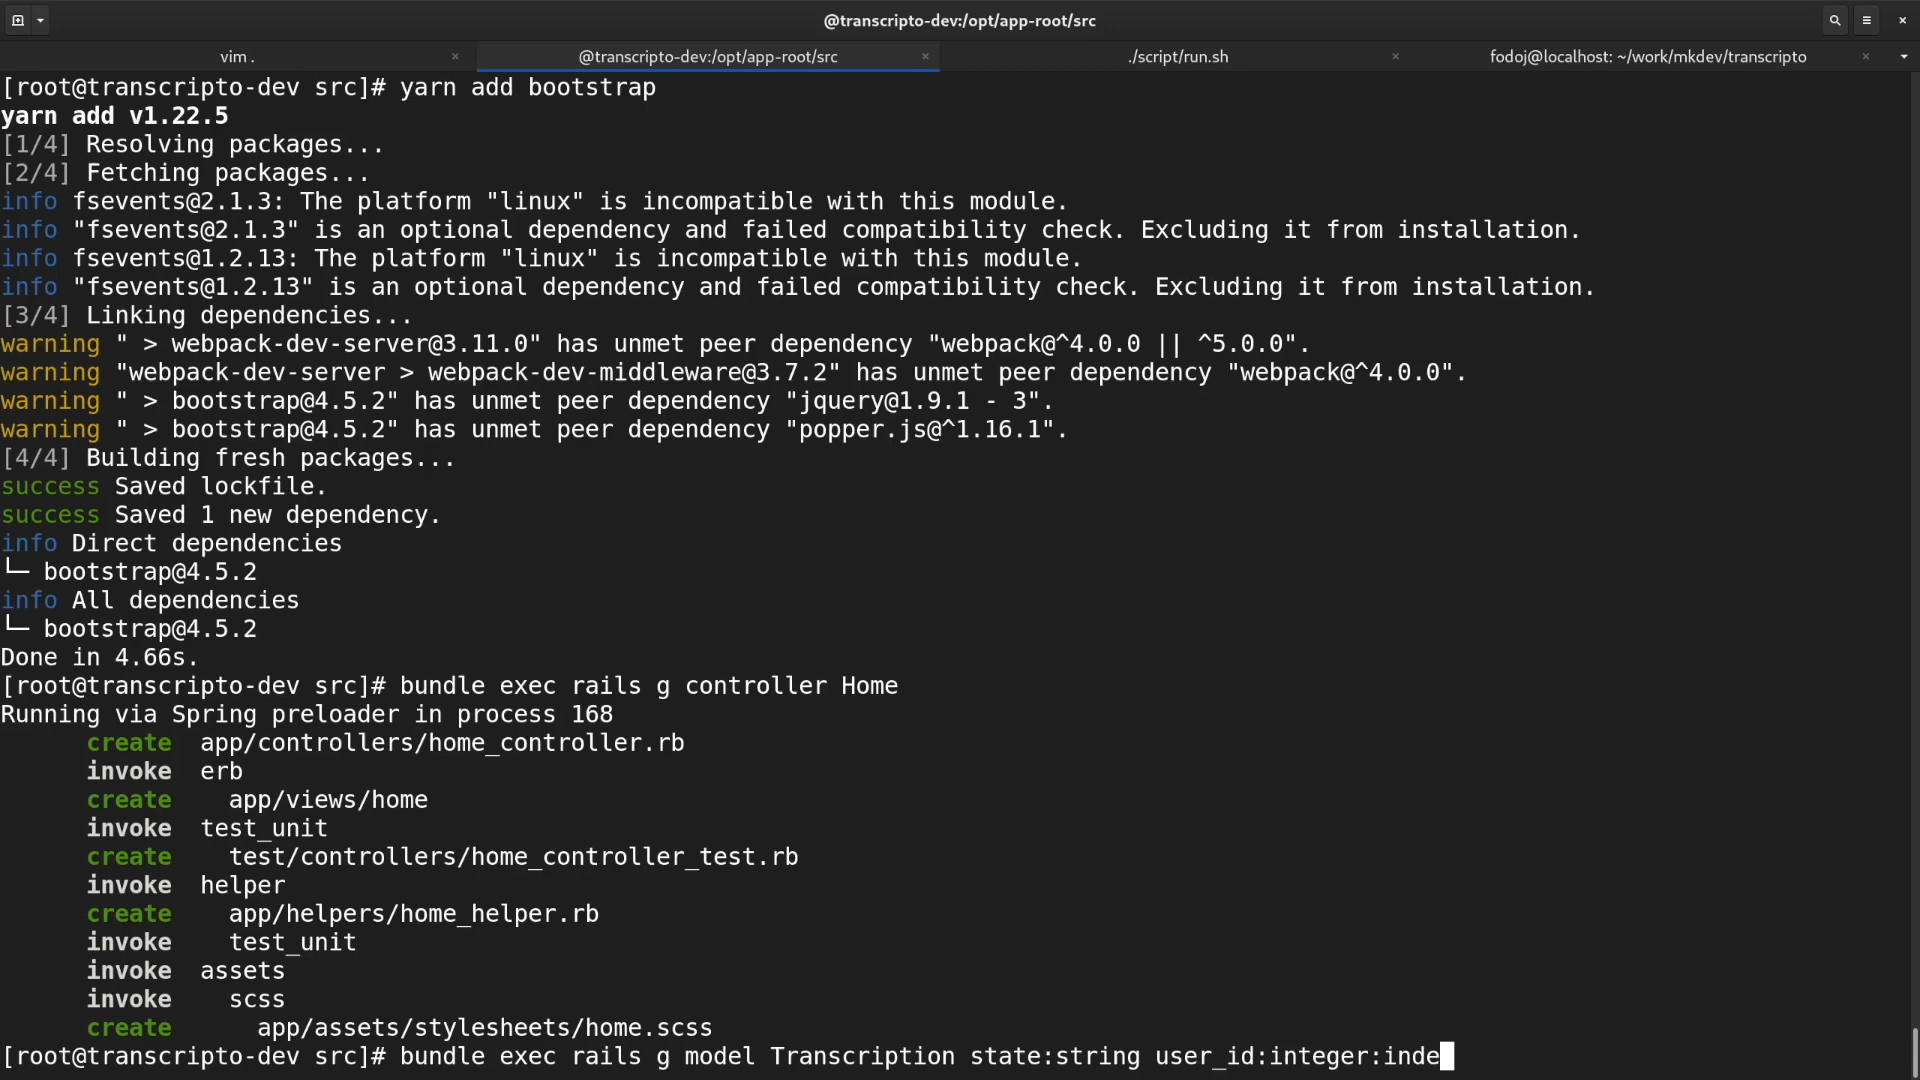 @transcripto-dev:/opt/app-root/src
vim .
@transcripto-dev:/opt/app-root/src
./script/run.sh
fodoj@localhost: ~/work/mkdev/transcripto
[root@transcripto-dev src]# yarn add bootstrap
yarn add v1.22.5
[1/4] Resolving packages...
[2/4] Fetching packages...
info fsevents@2.1.3: The platform "linux" is incompatible with this module.
info "fsevents@2.1.3" is an optional dependency and failed compatibility check. Excluding it from installation.
info fsevents@1.2.13: The platform "linux" is incompatible with this module.
info "fsevents@1.2.13" is an optional dependency and failed compatibility check. Excluding it from installation.
[3/4] Linking dependencies...
warning " > webpack-dev-server@3.11.0" has unmet peer dependency "webpack@^4.0.0 || ^5.0.0".
warning "webpack-dev-server > webpack-dev-middleware@3.7.2" has unmet peer dependency "webpack@^4.0.0".
warning " > bootstrap@4.5.2" has unmet peer dependency "jquery@1.9.1 - 3".
warning " > bootstrap@4.5.2" has unmet peer dependency "popper.js@^1.16.1".
[4/4] Building fresh packages...
success Saved lockfile.
success Saved 1 new dependency.
info Direct dependencies
└─ bootstrap@4.5.2
info All dependencies
└─ bootstrap@4.5.2
Done in 4.66s.
[root@transcripto-dev src]# bundle exec rails g controller Home
Running via Spring preloader in process 168
      create  app/controllers/home_controller.rb
      invoke  erb
      create    app/views/home
      invoke  test_unit
      create    test/controllers/home_controller_test.rb
      invoke  helper
      create    app/helpers/home_helper.rb
      invoke    test_unit
      invoke  assets
      invoke    scss
      create      app/assets/stylesheets/home.scss
[root@transcripto-dev src]# bundle exec rails g model Transcription state:string user_id:integer:inde